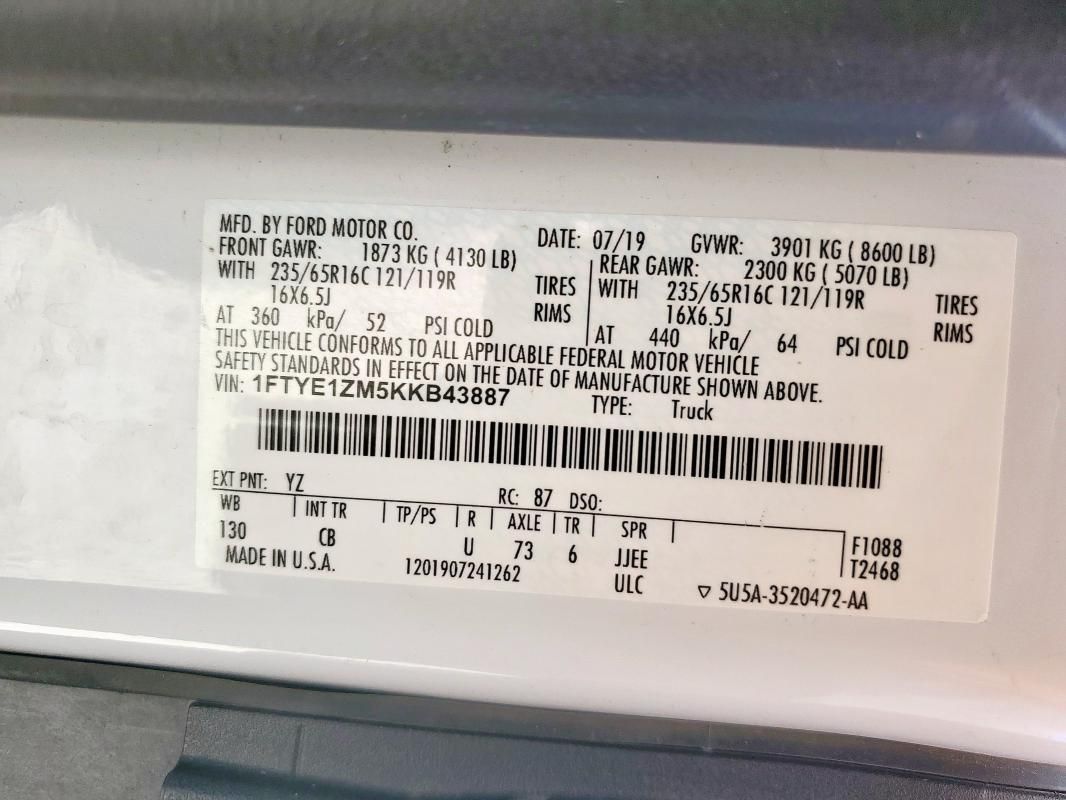 MFD. BY FORD MOTOR CO. DATE: 07/19 GVWR: 3901 KG ( 8600 LB)
FRONT GAWR: 1873 KG ( 4130 LB) REAR GAWR: 2300 KG ( 5070 LB)
WITH 235/65R16C 121/119R TIRES WITH 235/65R16C 121/119R TIRES
16X6.5J RIMS 16X6.5J RIMS
AT 360 kPa/ 52 PSI COLD AT 440 kPa/ 64 PSI COLD
THIS VEHICLE CONFORMS TO ALL APPLICABLE FEDERAL MOTOR VEHICLE
SAFETY STANDARDS IN EFFECT ON THE DATE OF MANUFACTURE SHOWN ABOVE.
VIN: 1FTYE1ZM5KKB43887 TYPE: Truck
EXT PNT: YZ RC: 87 DSO:
WB INT TR TP/PS R AXLE TR SPR
130 CB U 73 6 JJEE F1088
MADE IN U.S.A. 1201907241262 ULC T2468
▽ 5U5A-3520472-AA